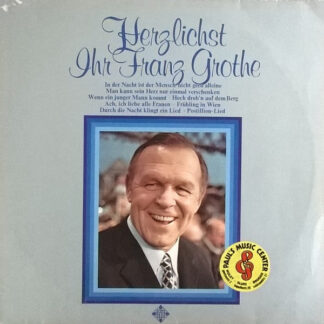 Herzlichst
Ihr Franz Grothe
In der Nacht ist der Mensch nicht gern alleine
Man kann sein Herz nur einmal verschenken
Wenn ein junger Mann kommt · Hoch drob'n auf dem Berg
Ach, ich liebe alle Frauen · Frühling in Wien
Durch die Nacht klingt ein Lied · Postillion-Lied
PAUL'S MUSIC CENTER